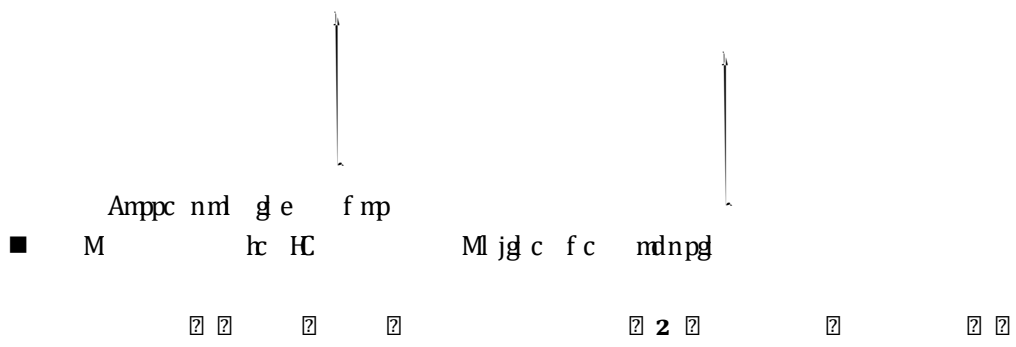 Amppc nml gl e f mp
■ M hc HC. Ml jgl c f c mdnpgl
⍰ ⍰ ⍰ ⍰ ⍰ 2 ⍰ ⍰ ⍰ ⍰